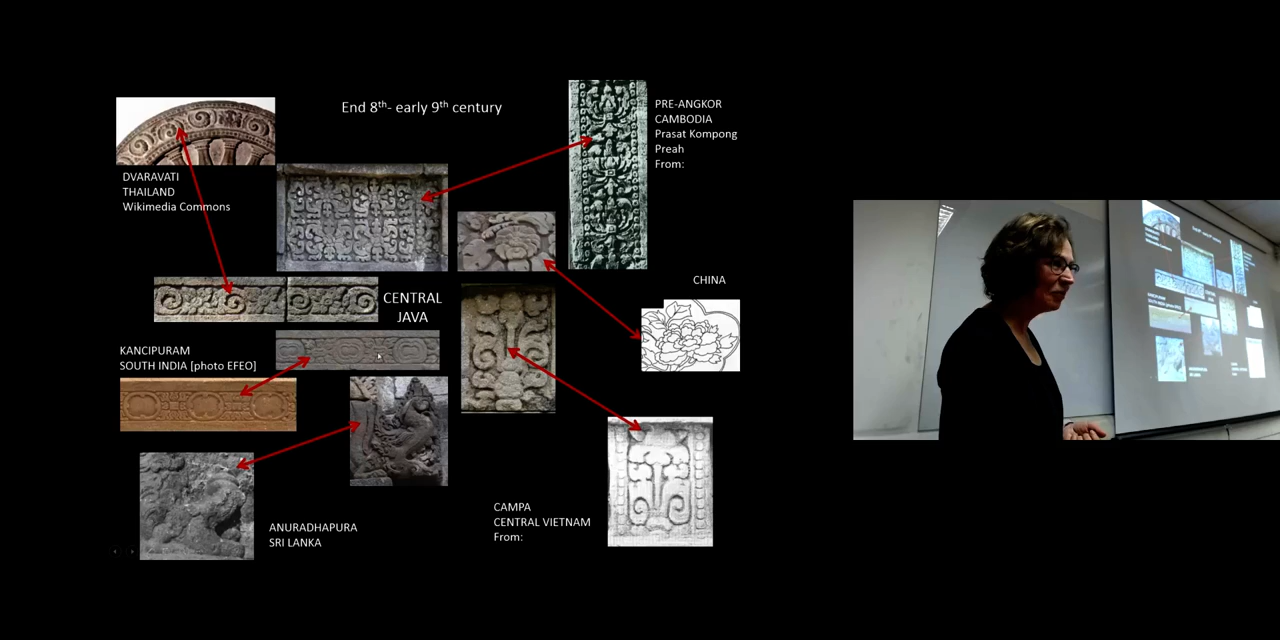 End 8th- early 9th century
DVARAVATI
THAILAND
Wikimedia Commons
PRE-ANGKOR
CAMBODIA
Prasat Kompong
Preah
From:
CHINA
CENTRAL
JAVA
KANCIPURAM
SOUTH INDIA [photo EFEO]
CAMPA
CENTRAL VIETNAM
From:
ANURADHAPURA
SRI LANKA